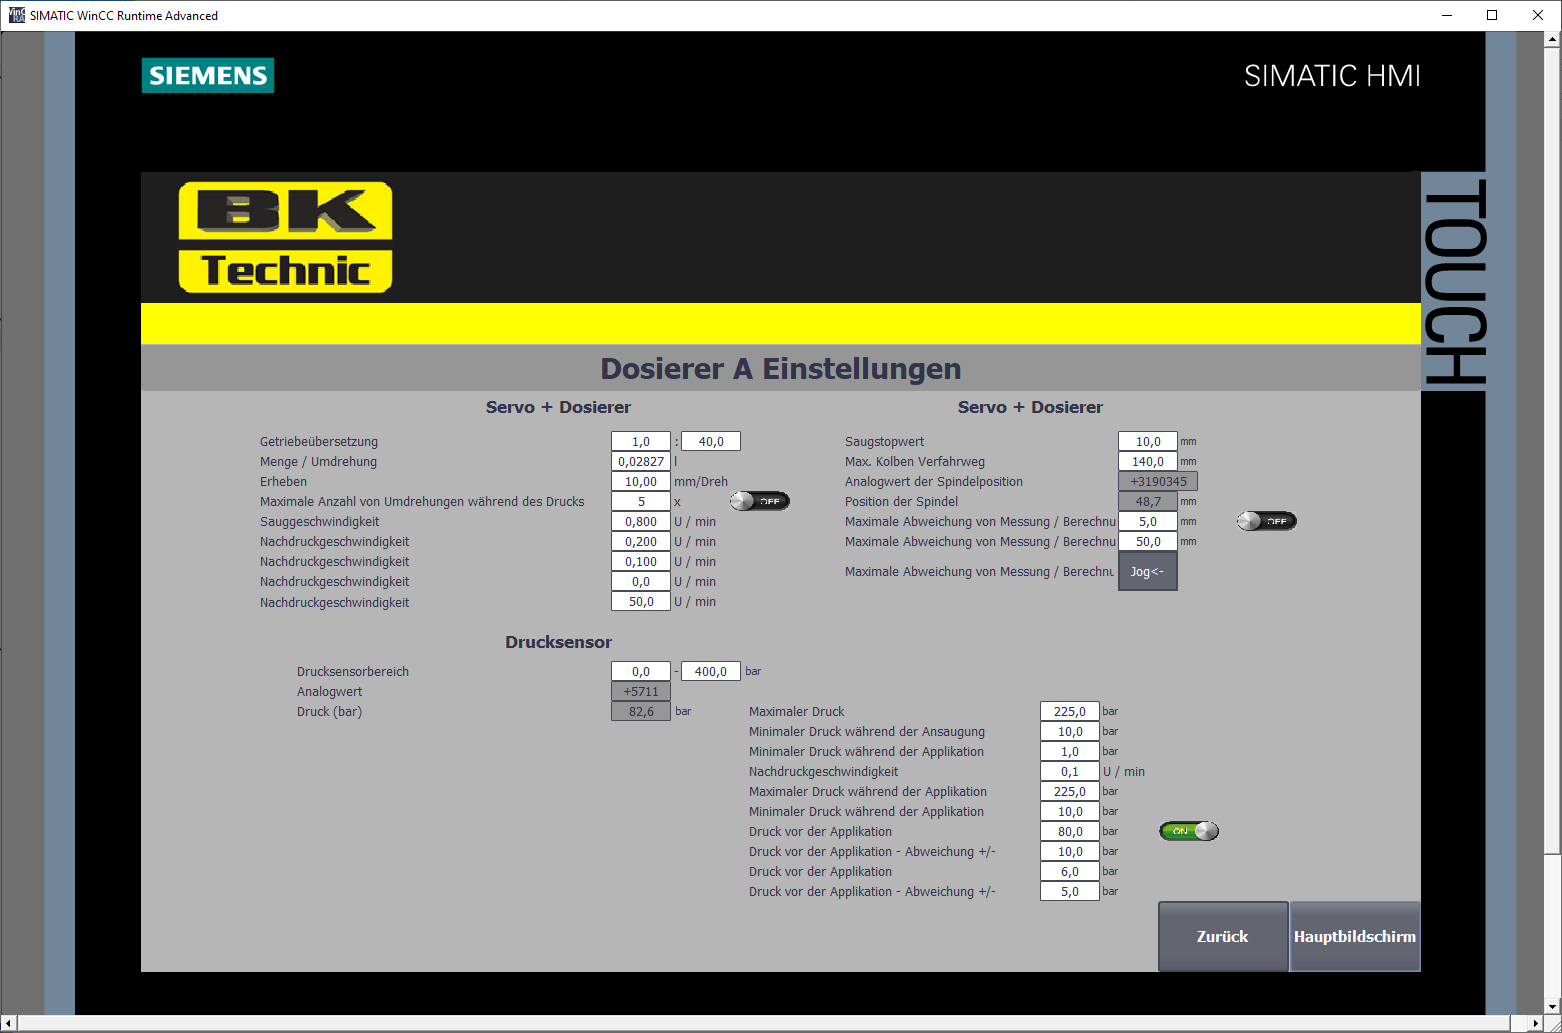 SIMATIC WinCC Runtime Advanced
SIEMENS
SIMATIC HMI
TOUCH
BK
Technic
Dosierer A Einstellungen
Servo + Dosierer
Getriebeübersetzung 1,0 : 40,0
Menge / Umdrehung 0,02827 l
Erheben 10,00 mm/Dreh
Maximale Anzahl von Umdrehungen während des Drucks 5 x OFF
Sauggeschwindigkeit 0,800 U / min
Nachdruckgeschwindigkeit 0,200 U / min
Nachdruckgeschwindigkeit 0,100 U / min
Nachdruckgeschwindigkeit 0,0 U / min
Nachdruckgeschwindigkeit 50,0 U / min
Servo + Dosierer
Saugstopwert 10,0 mm
Max. Kolben Verfahrweg 140,0 mm
Analogwert der Spindelposition +3190345
Position der Spindel 48,7 mm
Maximale Abweichung von Messung / Berechnu 5,0 mm OFF
Maximale Abweichung von Messung / Berechnu 50,0 mm
Maximale Abweichung von Messung / Berechnu Jog<-
Drucksensor
Drucksensorbereich 0,0 - 400,0 bar
Analogwert +5711
Druck (bar) 82,6 bar
Maximaler Druck 225,0 bar
Minimaler Druck während der Ansaugung 10,0 bar
Minimaler Druck während der Applikation 1,0 bar
Nachdruckgeschwindigkeit 0,1 U / min
Maximaler Druck während der Applikation 225,0 bar
Minimaler Druck während der Applikation 10,0 bar
Druck vor der Applikation 80,0 bar ON
Druck vor der Applikation - Abweichung +/- 10,0 bar
Druck vor der Applikation 6,0 bar
Druck vor der Applikation - Abweichung +/- 5,0 bar
Zurück
Hauptbildschirm